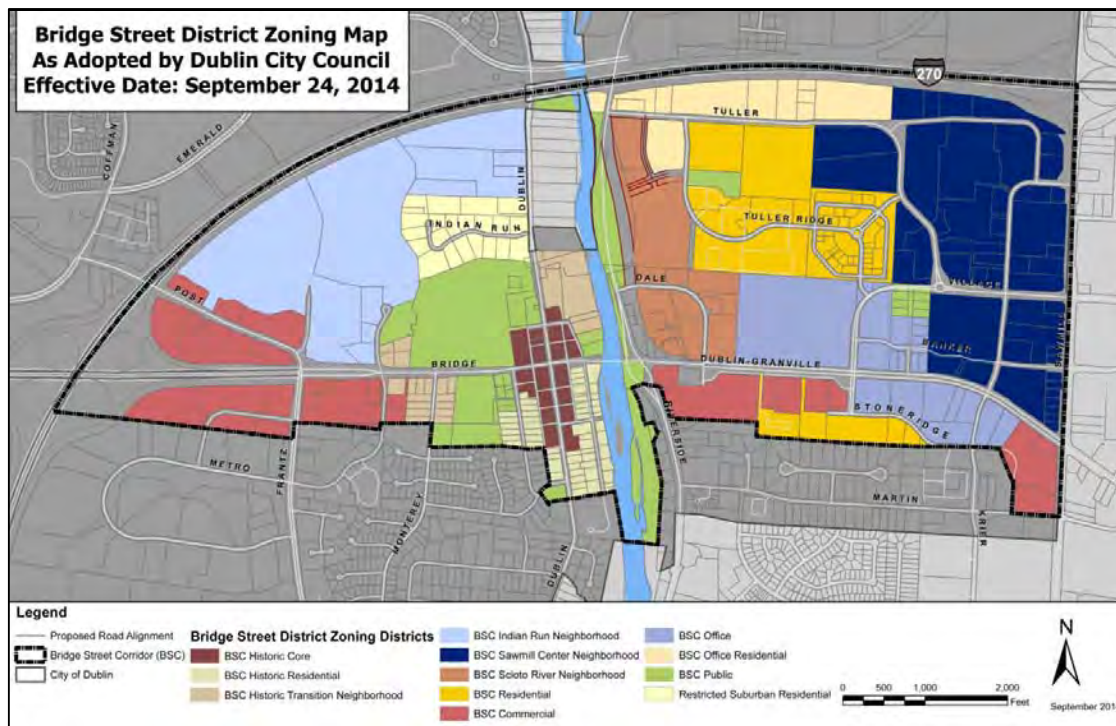 Bridge Street District Zoning Map
As Adopted by Dublin City Council
Effective Date: September 24, 2014
270
COFFMAN
EMERALD
TULLER
DUBLIN
INDIAN RUN
TULLER RIDGE
DALE
VILLAGE
POST
BRIDGE
DUBLIN-GRANVILLE
BANKER
SAWMILL
STONERIDGE
RIVERSIDE
METRO
FRANTZ
MONTEREY
DUBLIN
MARTIN
KRIER
Legend
Proposed Road Alignment
Bridge Street Corridor (BSC)
City of Dublin
Bridge Street District Zoning Districts
BSC Historic Core
BSC Historic Residential
BSC Historic Transition Neighborhood
BSC Indian Run Neighborhood
BSC Sawmill Center Neighborhood
BSC Scioto River Neighborhood
BSC Residential
BSC Commercial
BSC Office
BSC Office Residential
BSC Public
Restricted Suburban Residential
N
0 500 1,000 2,000
Feet
September 201